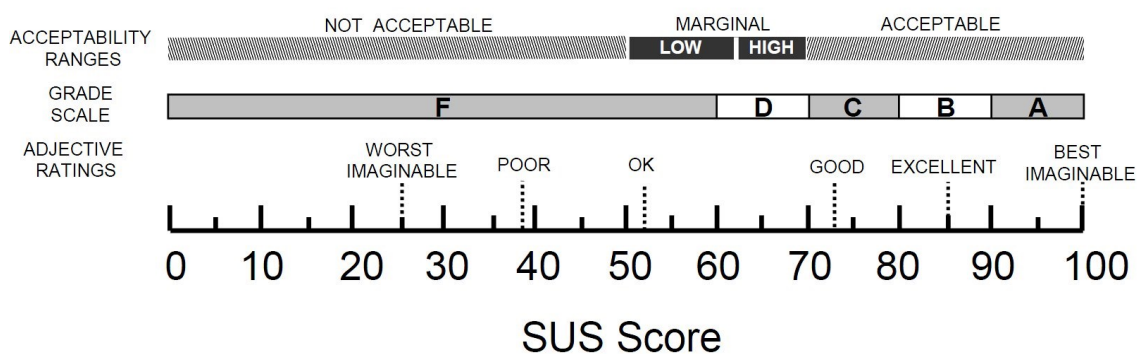 NOT ACCEPTABLE MARGINAL ACCEPTABLE
ACCEPTABILITY
RANGES
LOW HIGH
GRADE
SCALE
F D C B A
ADJECTIVE
RATINGS
WORST
IMAGINABLE
POOR
OK
GOOD
EXCELLENT
BEST
IMAGINABLE
0 10 20 30 40 50 60 70 80 90 100
SUS Score